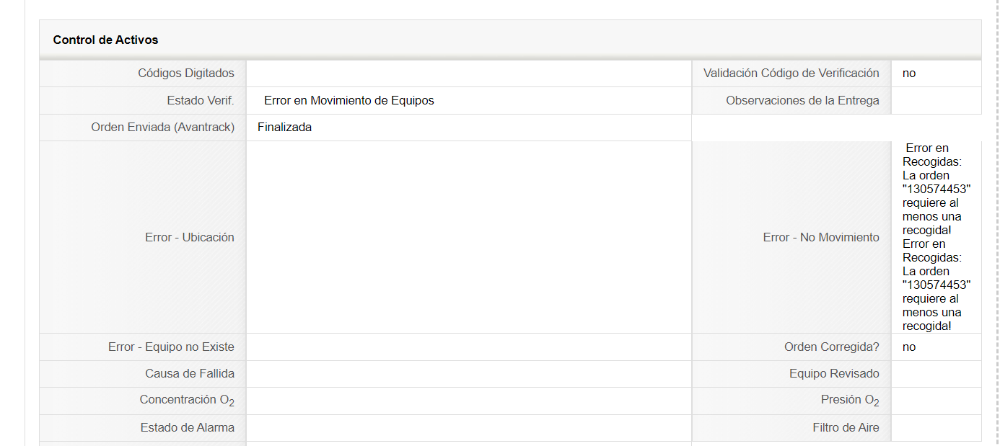 Control de Activos
Códigos Digitados
Validación Código de Verificación
no
Estado Verif.
Error en Movimiento de Equipos
Observaciones de la Entrega
Orden Enviada (Avantrack)
Finalizada
Error - Ubicación
Error - No Movimiento
Error en
Recogidas:
La orden
"130574453"
requiere al
menos una
recogida!
Error en
Recogidas:
La orden
"130574453"
requiere al
menos una
recogida!
Error - Equipo no Existe
Orden Corregida?
no
Causa de Fallida
Equipo Revisado
Concentración O₂
Presión O₂
Estado de Alarma
Filtro de Aire